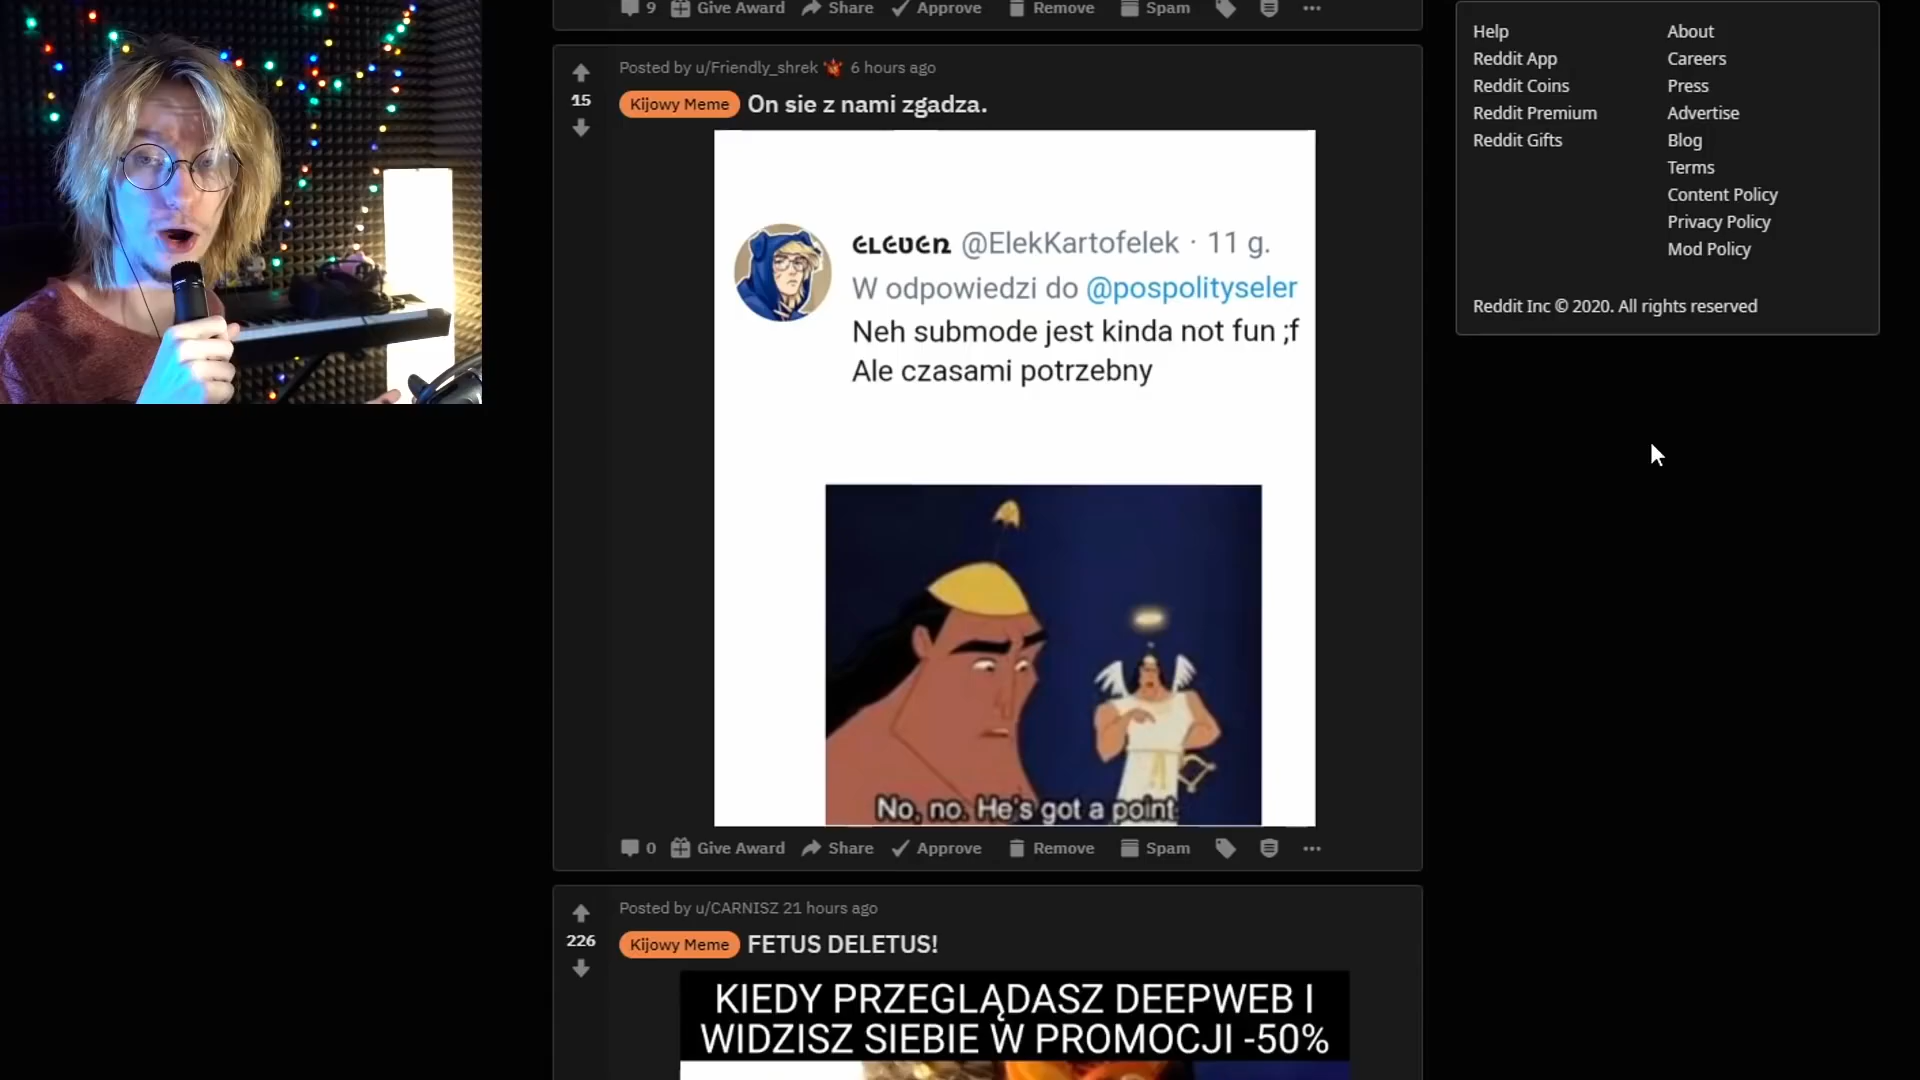 9 Give Award Share Approve Remove Spam
Posted by u/Friendly_shrek 6 hours ago
15
Kijowy Meme On sie z nami zgadza.
ELEVEN @ElekKartofelek · 11 g.
W odpowiedzi do @pospolityseler
Neh submode jest kinda not fun ;f
Ale czasami potrzebny
No, no. He's got a point
0 Give Award Share Approve Remove Spam
Posted by u/CARNISZ 21 hours ago
226
Kijowy Meme FETUS DELETUS!
KIEDY PRZEGLĄDASZ DEEPWEB I
WIDZISZ SIEBIE W PROMOCJI -50%
Help About
Reddit App Careers
Reddit Coins Press
Reddit Premium Advertise
Reddit Gifts Blog
Terms
Content Policy
Privacy Policy
Mod Policy
Reddit Inc © 2020. All rights reserved